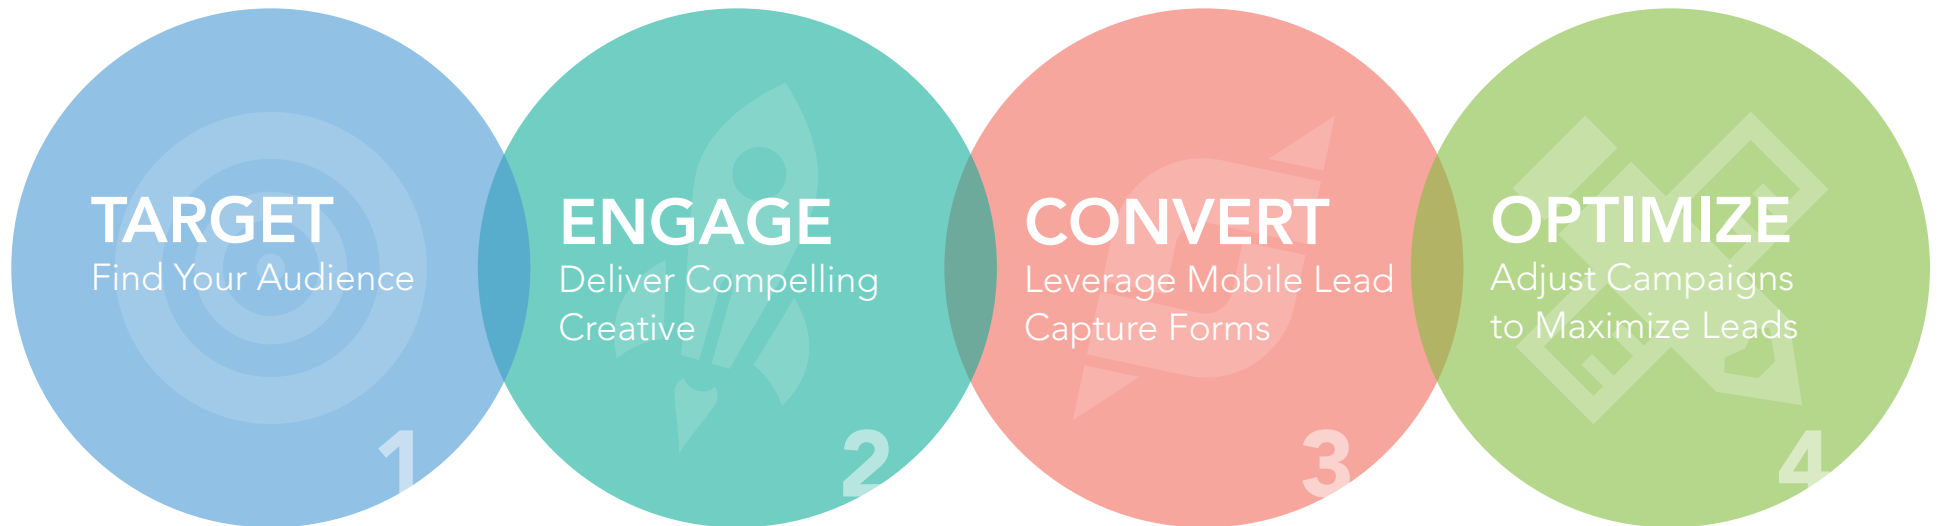 TARGET
Find Your Audience
1
ENGAGE
Deliver Compelling
Creative
2
CONVERT
Leverage Mobile Lead
Capture Forms
3
OPTIMIZE
Adjust Campaigns
to Maximize Leads
4